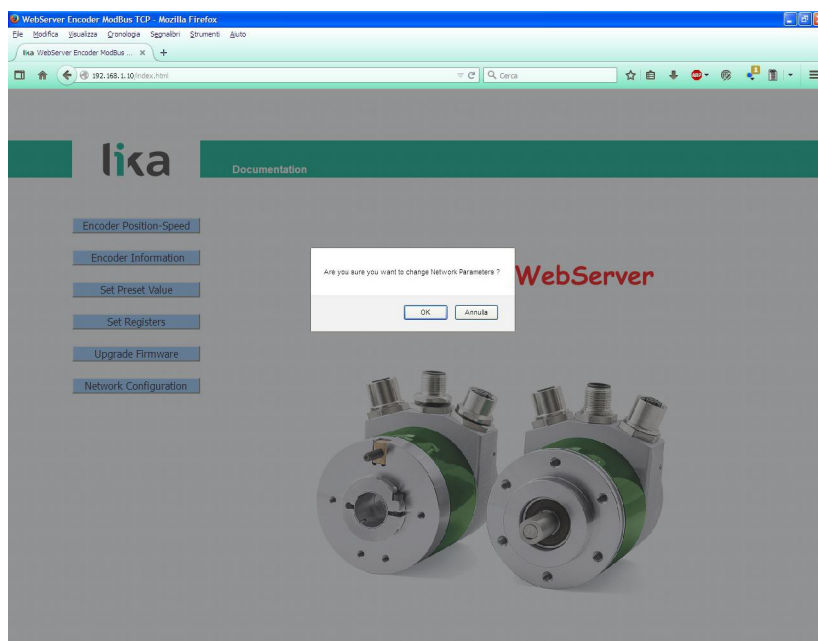 WebServer Encoder ModBus TCP - Mozilla Firefox
File Modifica Visualizza Cronologia Segnalibri Strumenti Aiuto
lika WebServer Encoder ModBus ... × +
192.168.1.10/index.html
Cerca
lika
Documentation
Encoder Position-Speed
Encoder Information
Set Preset Value
Set Registers
Upgrade Firmware
Network Configuration
WebServer
Are you sure you want to change Network Parameters ?
OK Annulla